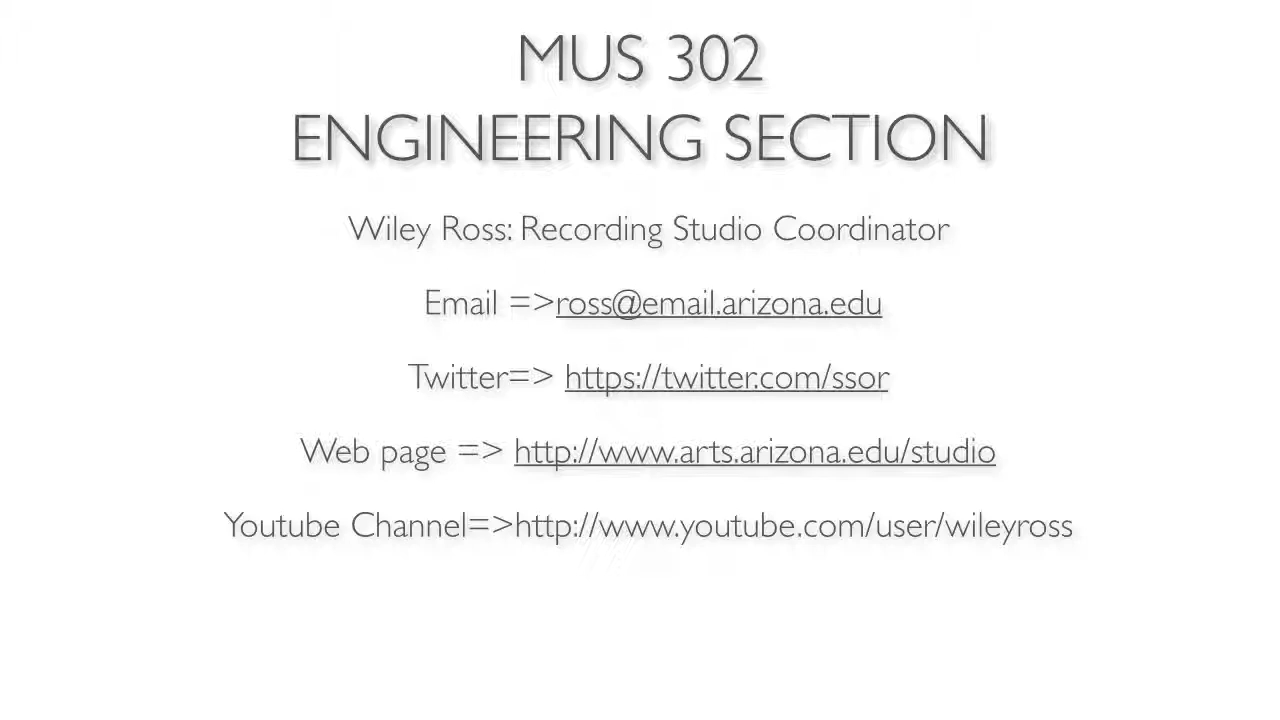 MUS 302
ENGINEERING SECTION
Wiley Ross: Recording Studio Coordinator
Email =>ross@email.arizona.edu
Twitter=> https://twitter.com/ssor
Web page => http://www.arts.arizona.edu/studio
Youtube Channel=>http://www.youtube.com/user/wileyross